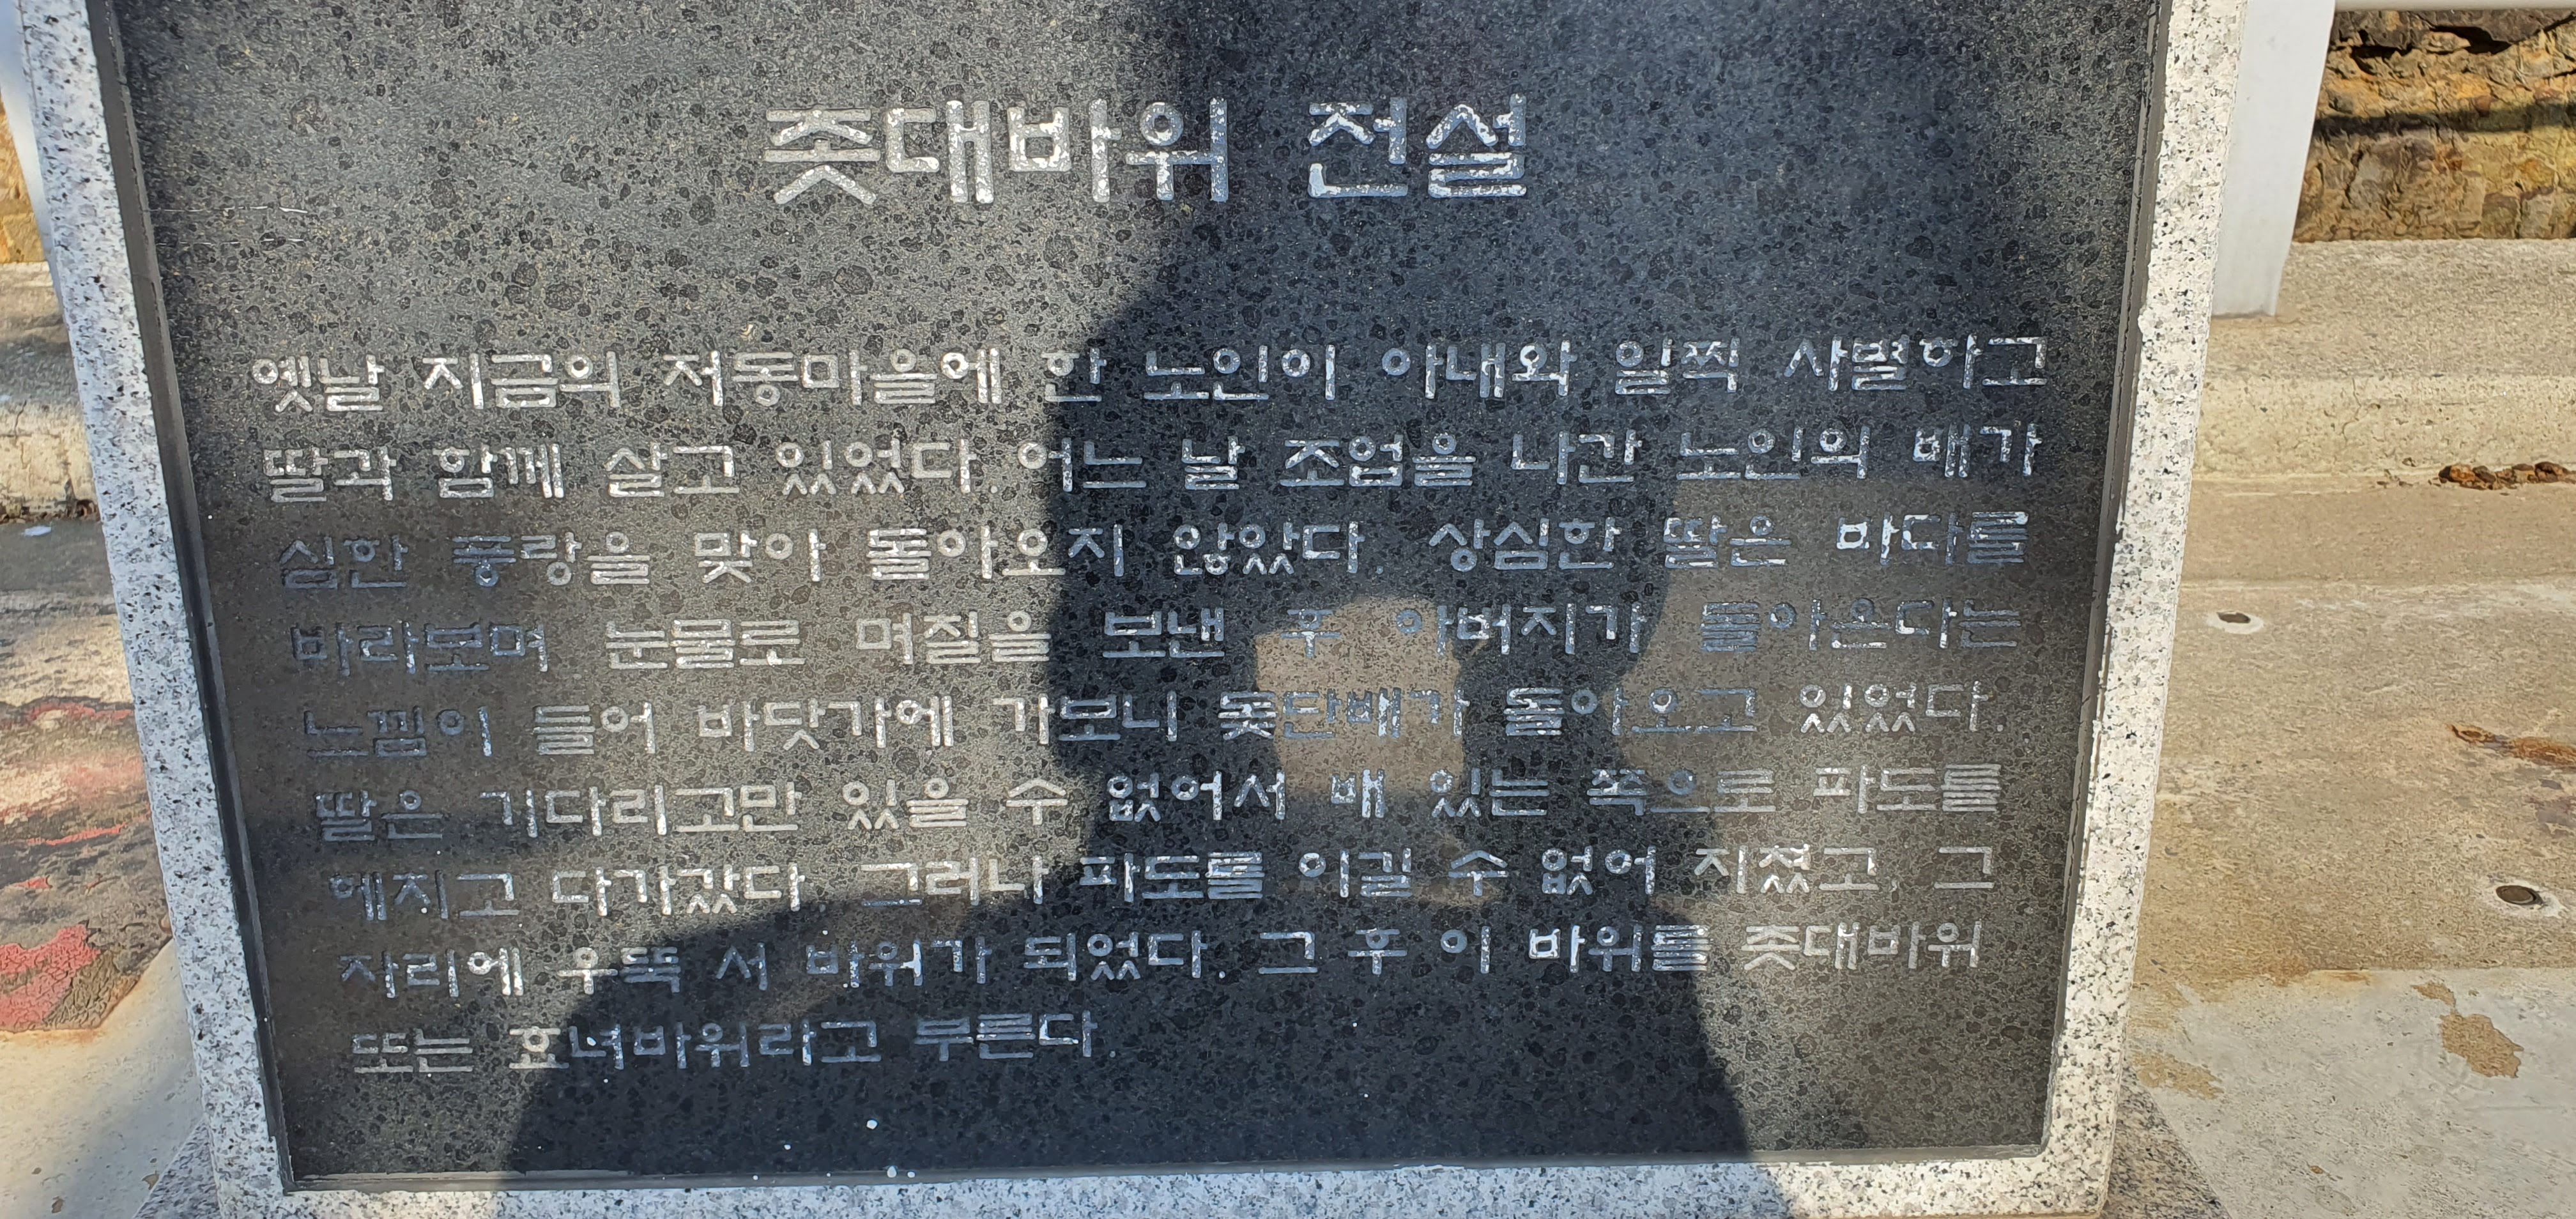 촛대바위 전설
옛날 지금의 저동마을에 한 노인이 아내와 일찍 사별하고
딸과 함께 살고 있었다 어느 날 조업을 나간 노인의 배가
심한 풍랑을 맞아 돌아오지 않았다. 상심한 딸은 바다를
바라보며 눈물로 며칠을 보낸 후 아버지가 돌아온다는
느낌이 들어 바닷가에 가보니 돛단배가 돌아오고 있었다.
딸은 기다리고만 있을 수 없어서 배 있는 쪽으로 파도를
헤치고 다가갔다. 그러나 파도를 이길 수 없어 지쳤고, 그
자리에 우뚝 서 바위가 되었다. 그 후 이 바위를 촛대바위
또는 효녀바위라고 부른다.